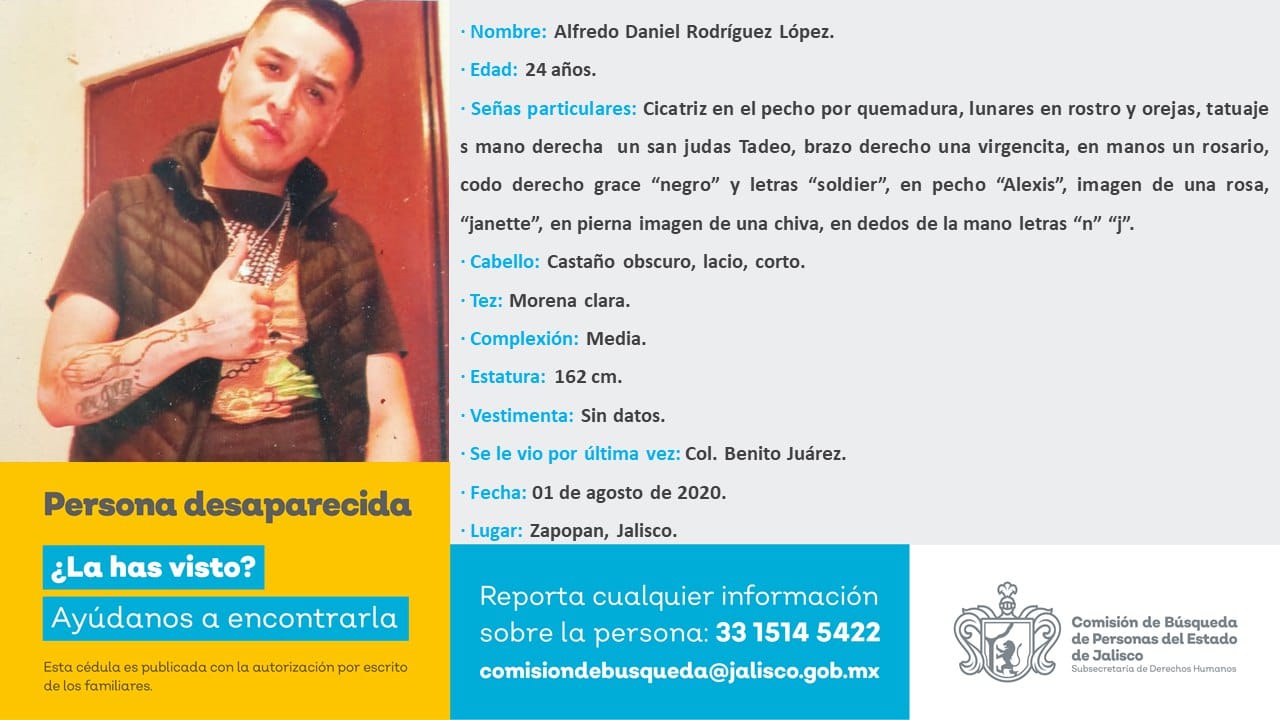 · Nombre: Alfredo Daniel Rodríguez López.
· Edad: 24 años.
· Señas particulares: Cicatriz en el pecho por quemadura, lunares en rostro y orejas, tatuaje
s mano derecha un san judas Tadeo, brazo derecho una virgencita, en manos un rosario,
codo derecho grace “negro” y letras “soldier”, en pecho “Alexis”, imagen de una rosa,
“janette”, en pierna imagen de una chiva, en dedos de la mano letras “n” “j”.
· Cabello: Castaño obscuro, lacio, corto.
· Tez: Morena clara.
· Complexión: Media.
· Estatura: 162 cm.
· Vestimenta: Sin datos.
· Se le vio por última vez: Col. Benito Juárez.
· Fecha: 01 de agosto de 2020.
· Lugar: Zapopan, Jalisco.
Persona desaparecida
¿La has visto?
Ayúdanos a encontrarla
Esta cédula es publicada con la autorización por escrito
de los familiares.
Reporta cualquier información
sobre la persona: 33 1514 5422
comisiondebusqueda@jalisco.gob.mx
Comisión de Búsqueda
de Personas del Estado
de Jalisco
Subsecretaría de Derechos Humanos